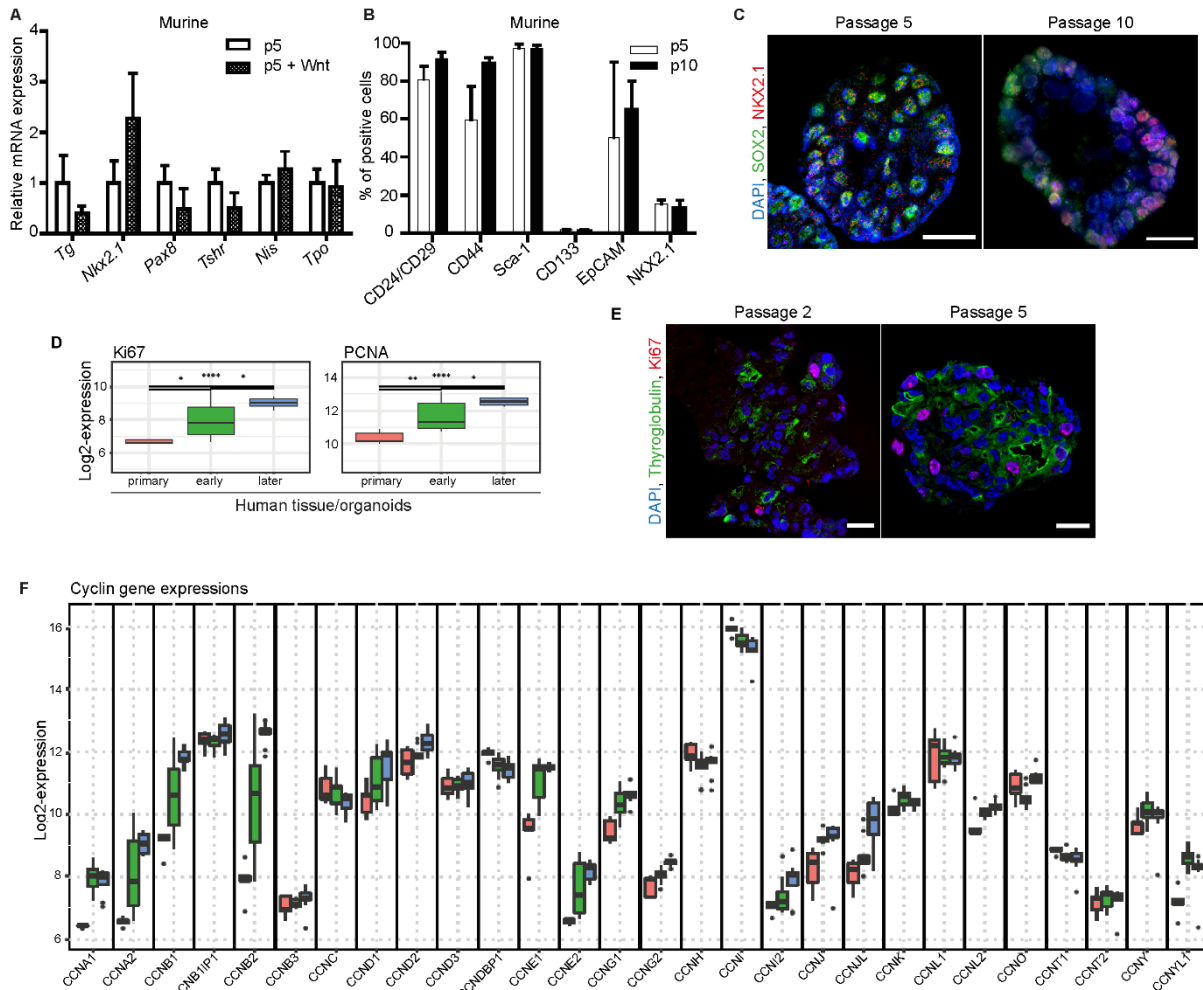 A
Murine
Relative mRNA expression
4
3
2
1
0
p5
p5 + Wnt
Tg
Nkx2.1
Pax8
Tshr
Nis
Tpo
B
Murine
% of positive cells
100
80
60
40
20
0
p5
p10
CD24/CD29
CD44
Sca-1
CD133
EpCAM
NKX2.1
C
Passage 5
Passage 10
DAPI, SOX2, NKX2.1
D
Ki67
Log2-expression
10
8
6
* **** *
primary early later
PCNA
14
12
10
** **** *
primary early later
Human tissue/organoids
E
Passage 2
Passage 5
DAPI, Thyroglobulin, Ki67
F
Cyclin gene expressions
Log2-expression
16
14
12
10
8
6
CCNA1
CCNA2
CCNB1
CNB1IP1
CCNB2
CCNB3
CCNC
CCND1
CCND2
CCND3
CCNDBP1
CCNE1
CCNE2
CCNG1
CCNG2
CCNH
CCNI
CCNI2
CCNJ
CCNJL
CCNK
CCNL1
CCNL2
CCNO
CCNT1
CCNT2
CCNY
CCNYL1